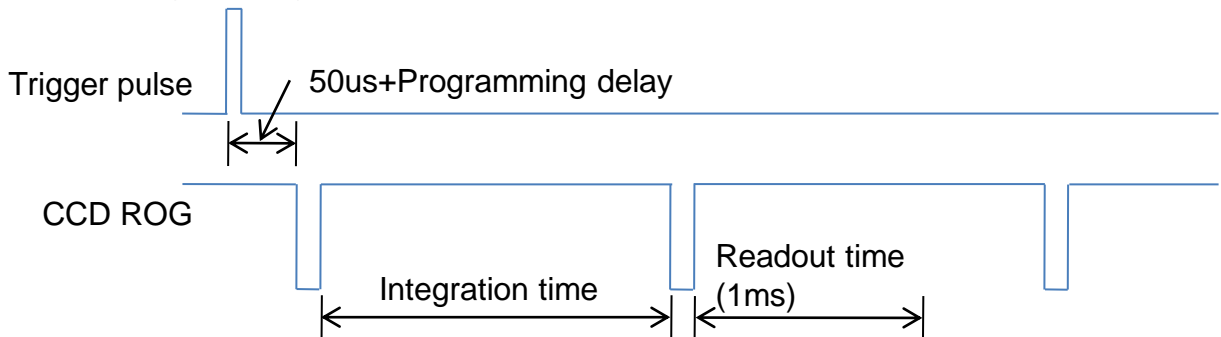 Trigger pulse
50us+Programming delay
CCD ROG
Integration time
Readout time
(1ms)